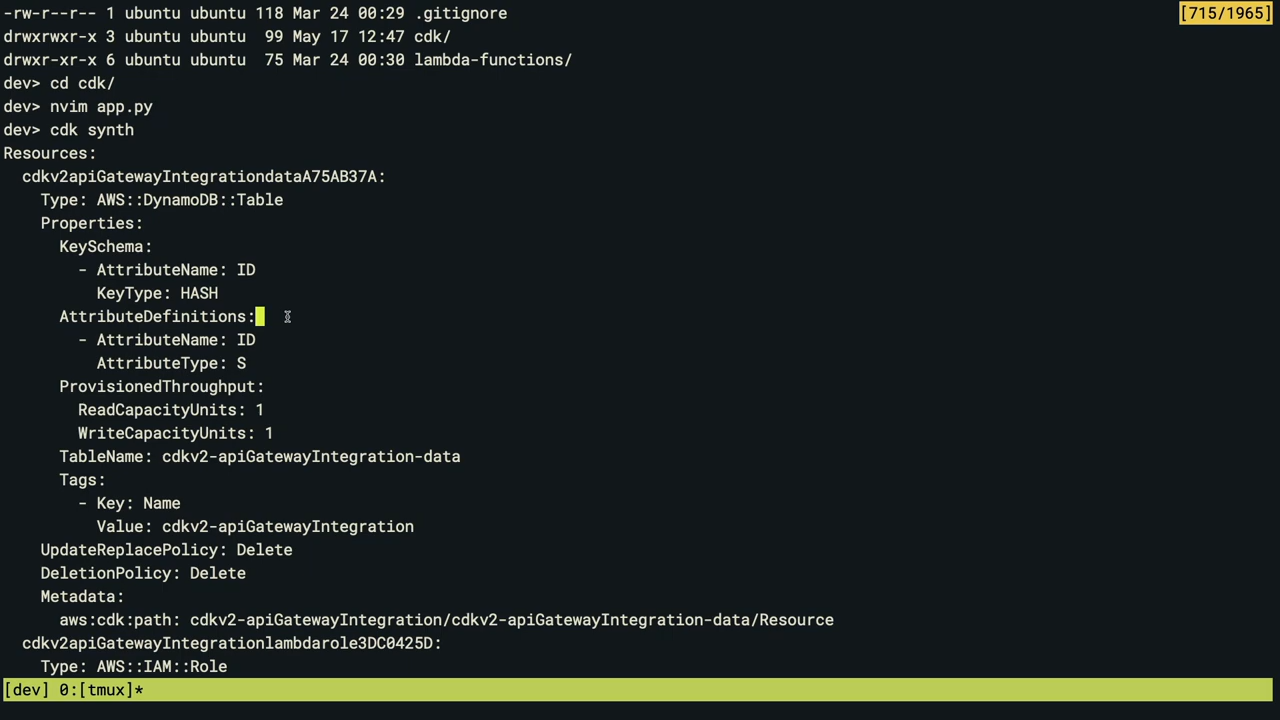 -rw-r--r-- 1 ubuntu ubuntu 118 Mar 24 00:29 .gitignore [715/1965]
drwxrwxr-x 3 ubuntu ubuntu  99 May 17 12:47 cdk/
drwxr-xr-x 6 ubuntu ubuntu  75 Mar 24 00:30 lambda-functions/
dev> cd cdk/
dev> nvim app.py
dev> cdk synth
Resources:
  cdkv2apiGatewayIntegrationdataA75AB37A:
    Type: AWS::DynamoDB::Table
    Properties:
      KeySchema:
        - AttributeName: ID
          KeyType: HASH
      AttributeDefinitions:
        - AttributeName: ID
          AttributeType: S
      ProvisionedThroughput:
        ReadCapacityUnits: 1
        WriteCapacityUnits: 1
      TableName: cdkv2-apiGatewayIntegration-data
      Tags:
        - Key: Name
          Value: cdkv2-apiGatewayIntegration
    UpdateReplacePolicy: Delete
    DeletionPolicy: Delete
    Metadata:
      aws:cdk:path: cdkv2-apiGatewayIntegration/cdkv2-apiGatewayIntegration-data/Resource
  cdkv2apiGatewayIntegrationlambdarole3DC0425D:
    Type: AWS::IAM::Role
[dev] 0:[tmux]*